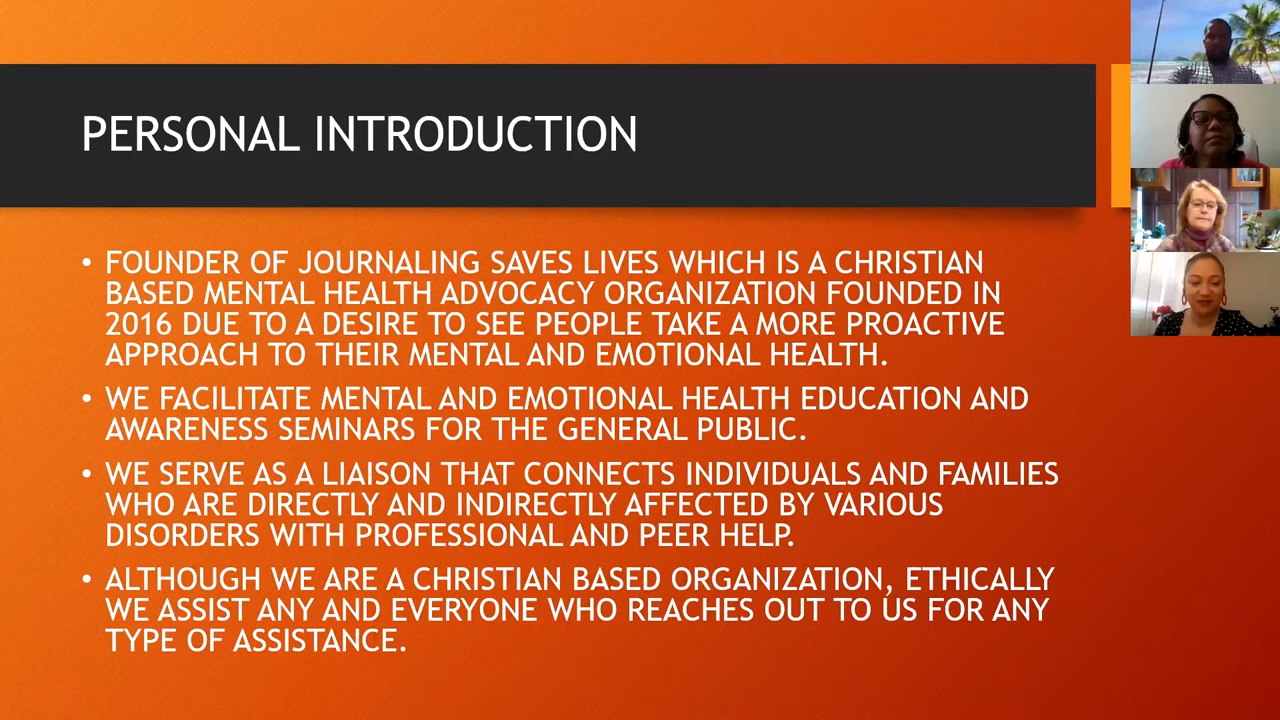 PERSONAL INTRODUCTION
• FOUNDER OF JOURNALING SAVES LIVES WHICH IS A CHRISTIAN
BASED MENTAL HEALTH ADVOCACY ORGANIZATION FOUNDED IN
2016 DUE TO A DESIRE TO SEE PEOPLE TAKE A MORE PROACTIVE
APPROACH TO THEIR MENTAL AND EMOTIONAL HEALTH.
• WE FACILITATE MENTAL AND EMOTIONAL HEALTH EDUCATION AND
AWARENESS SEMINARS FOR THE GENERAL PUBLIC.
• WE SERVE AS A LIAISON THAT CONNECTS INDIVIDUALS AND FAMILIES
WHO ARE DIRECTLY AND INDIRECTLY AFFECTED BY VARIOUS
DISORDERS WITH PROFESSIONAL AND PEER HELP.
• ALTHOUGH WE ARE A CHRISTIAN BASED ORGANIZATION, ETHICALLY
WE ASSIST ANY AND EVERYONE WHO REACHES OUT TO US FOR ANY
TYPE OF ASSISTANCE.